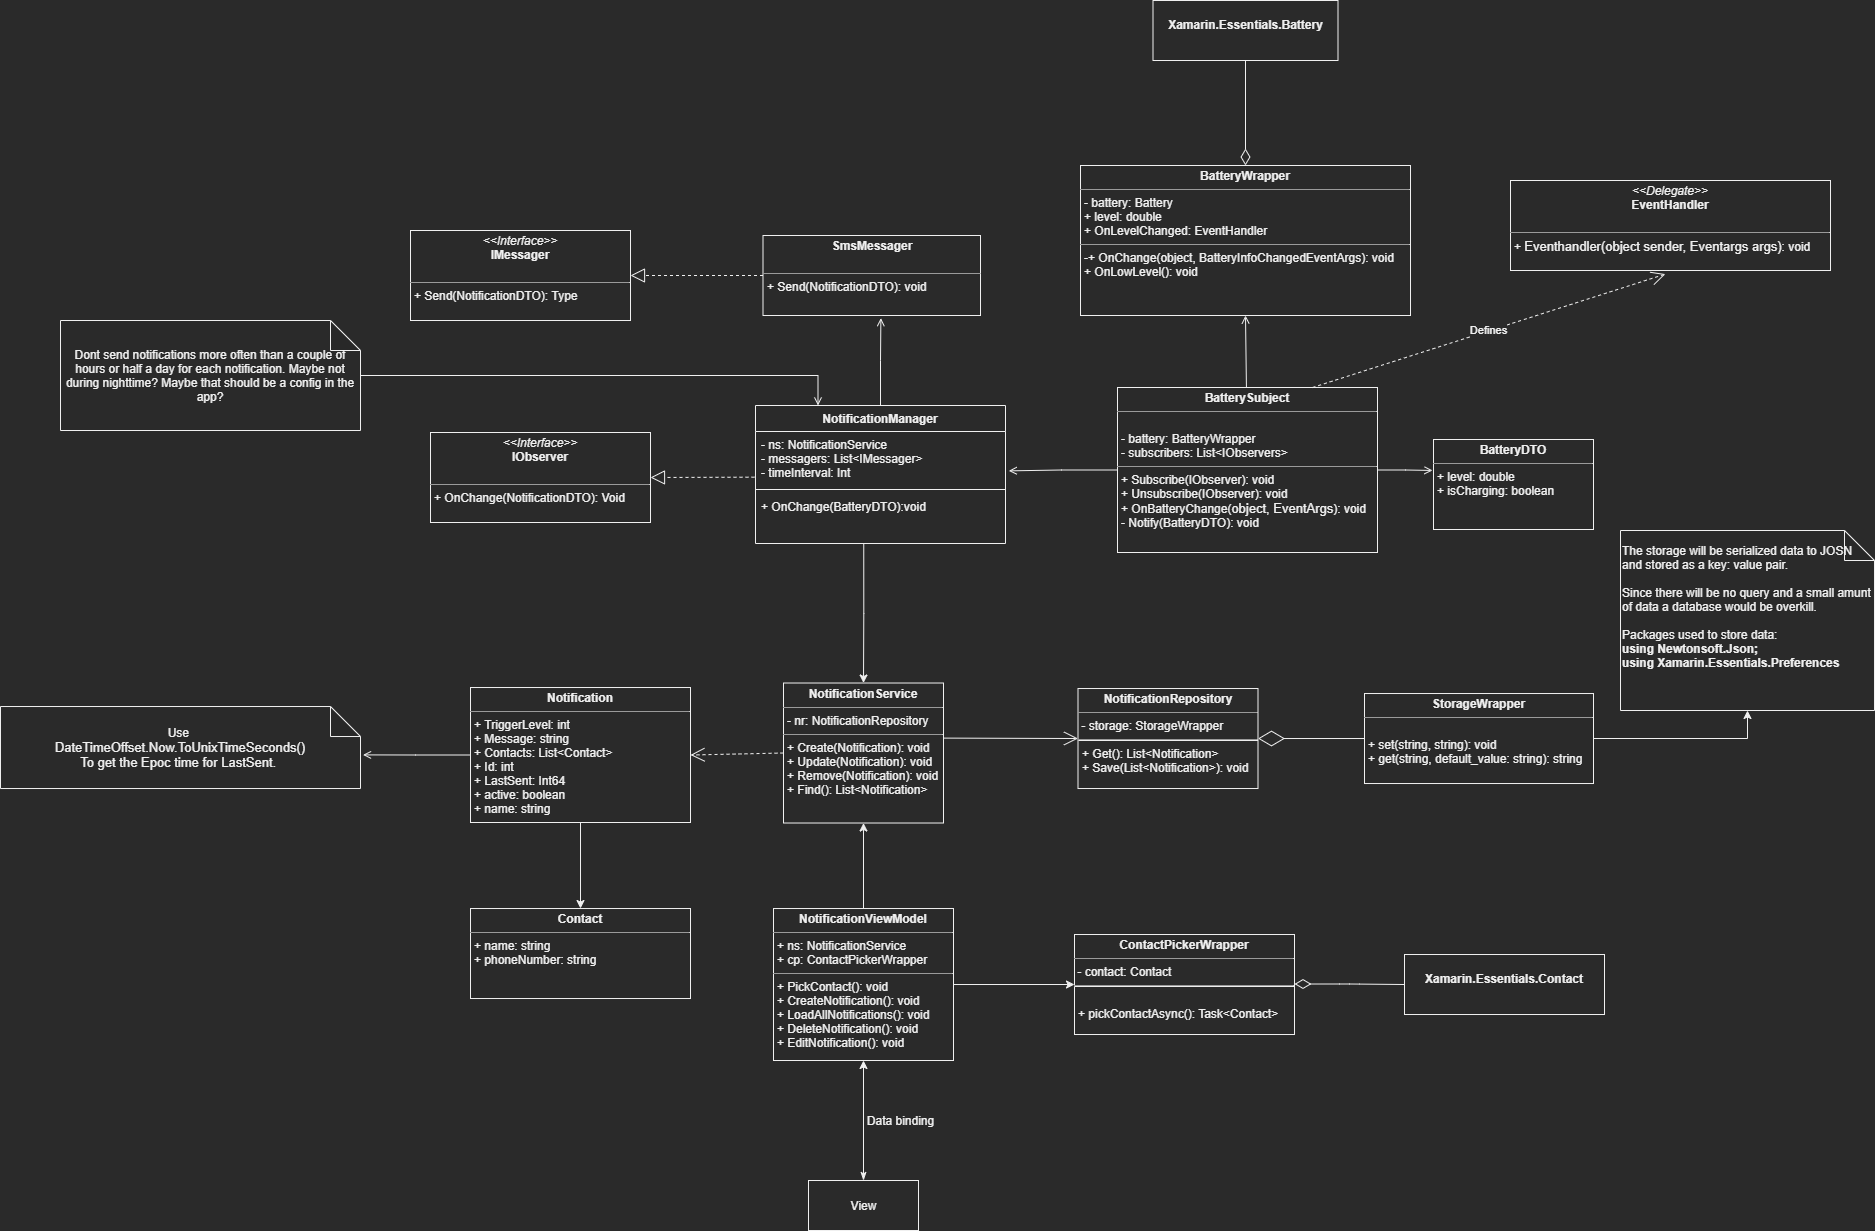 Xamarin.Essentials.Battery
BatteryWrapper
- battery: Battery
+ level: double
+ OnLevelChanged: EventHandler
-+ OnChange(object, BatteryInfoChangedEventArgs): void
+ OnLowLevel(): void
<<Delegate>>
EventHandler
+ Eventhandler(object sender, Eventargs args): void
<<Interface>>
IMessager
+ Send(NotificationDTO): Type
SmsMessager
+ Send(NotificationDTO): void
Defines
Dont send notifications more often than a couple of
hours or half a day for each notification. Maybe not
during nighttime? Maybe that should be a config in the
app?
NotificationManager
- ns: NotificationService
- messagers: List<IMessager>
- timeInterval: Int
+ OnChange(BatteryDTO):void
<<Interface>>
IObserver
+ OnChange(NotificationDTO): Void
BatterySubject
- battery: BatteryWrapper
- subscribers: List<IObservers>
+ Subscribe(IObserver): void
+ Unsubscribe(IObserver): void
+ OnBatteryChange(object, EventArgs): void
- Notify(BatteryDTO): void
BatteryDTO
+ level: double
+ isCharging: boolean
The storage will be serialized data to JOSN
and stored as a key: value pair.
Since there will be no query and a small amunt
of data a database would be overkill.
Packages used to store data:
using Newtonsoft.Json;
using Xamarin.Essentials.Preferences
Use
DateTimeOffset.Now.ToUnixTimeSeconds()
To get the Epoc time for LastSent.
Notification
+ TriggerLevel: int
+ Message: string
+ Contacts: List<Contact>
+ Id: int
+ LastSent: Int64
+ active: boolean
+ name: string
NotificationService
- nr: NotificationRepository
+ Create(Notification): void
+ Update(Notification): void
+ Remove(Notification): void
+ Find(): List<Notification>
NotificationRepository
- storage: StorageWrapper
+ Get(): List<Notification>
+ Save(List<Notification>): void
StorageWrapper
+ set(string, string): void
+ get(string, default_value: string): string
Contact
+ name: string
+ phoneNumber: string
NotificationViewModel
+ ns: NotificationService
+ cp: ContactPickerWrapper
+ PickContact(): void
+ CreateNotification(): void
+ LoadAllNotifications(): void
+ DeleteNotification(): void
+ EditNotification(): void
ContactPickerWrapper
- contact: Contact
+ pickContactAsync(): Task<Contact>
Xamarin.Essentials.Contact
Data binding
View